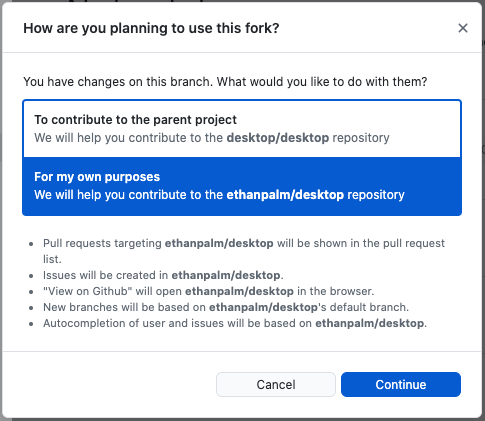 How are you planning to use this fork?
You have changes on this branch. What would you like to do with them?
To contribute to the parent project
We will help you contribute to the desktop/desktop repository
For my own purposes
We will help you contribute to the ethanpalm/desktop repository
• Pull requests targeting ethanpalm/desktop will be shown in the pull request
list.
• Issues will be created in ethanpalm/desktop.
• "View on Github" will open ethanpalm/desktop in the browser.
• New branches will be based on ethanpalm/desktop's default branch.
• Autocompletion of user and issues will be based on ethanpalm/desktop.
Cancel
Continue